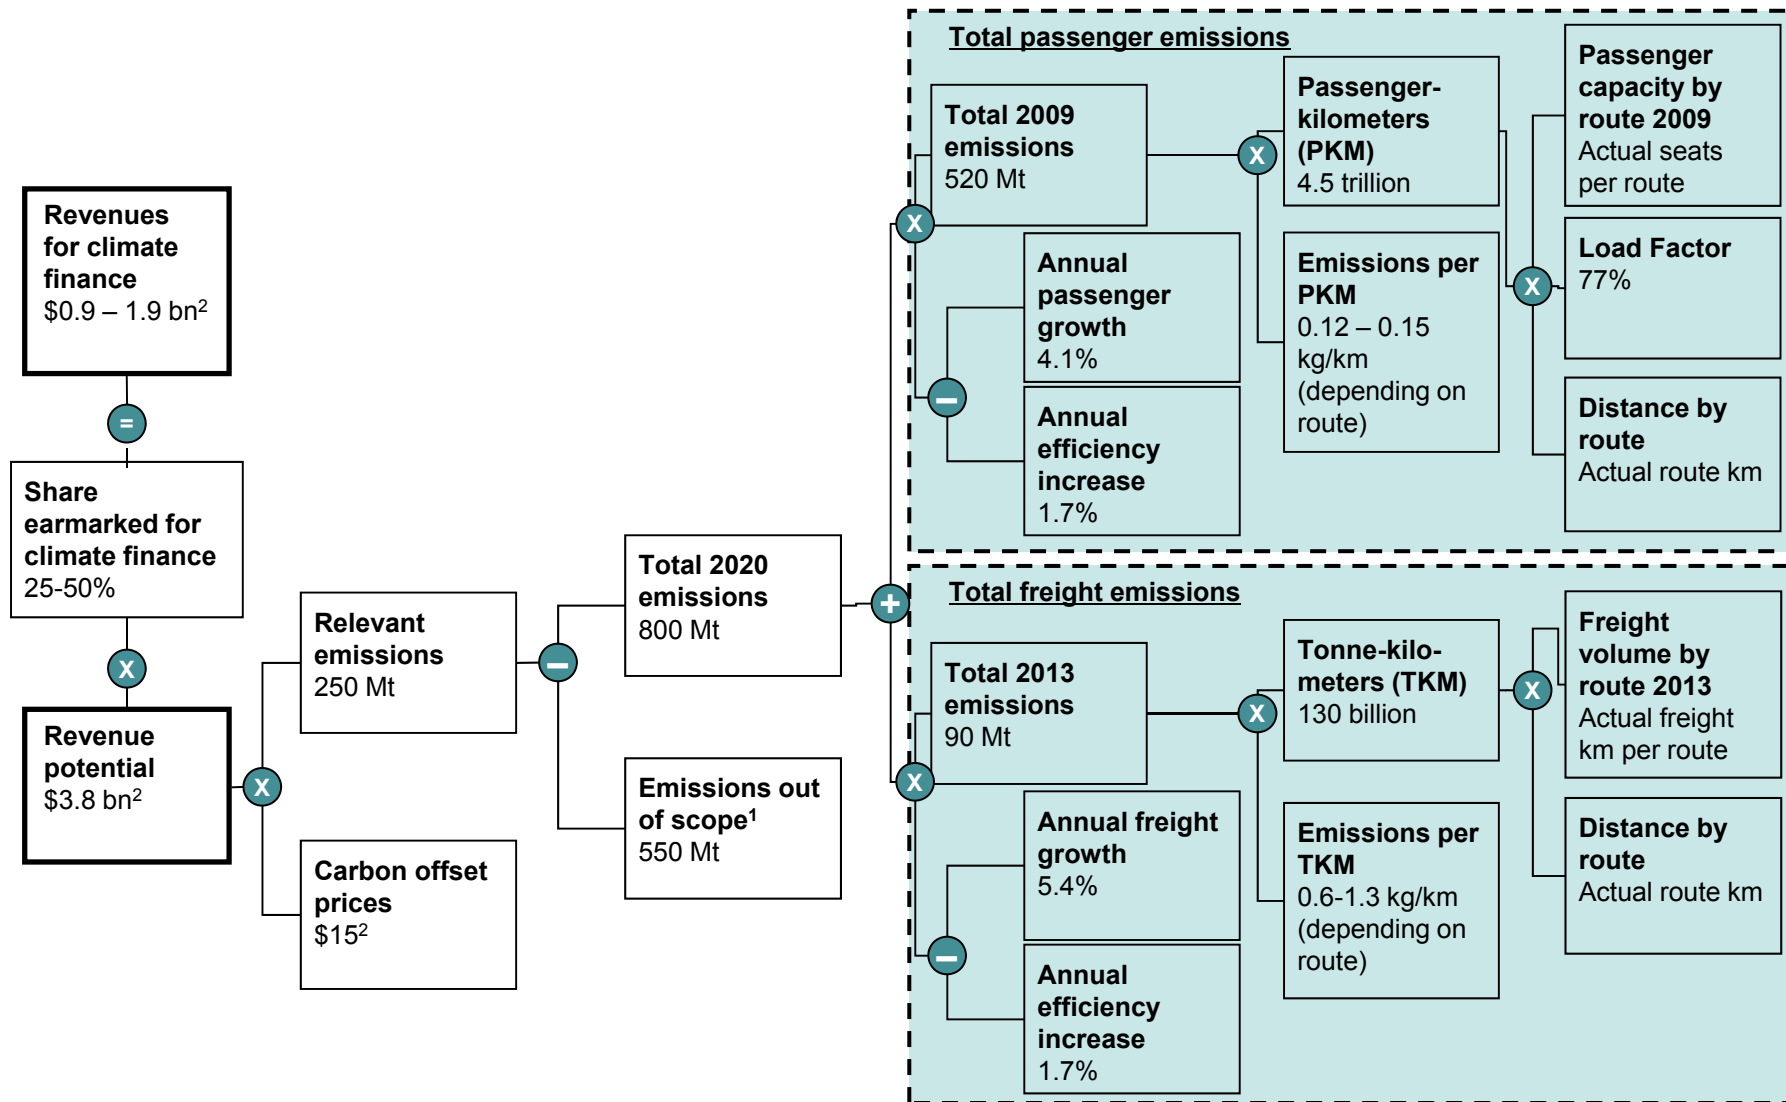 Revenues
for climate
finance
$0.9 – 1.9 bn²
=
Share
earmarked for
climate finance
25-50%
X
Revenue
potential
$3.8 bn²
X
Relevant
emissions
250 Mt
Carbon offset
prices
$15²
–
Total 2020
emissions
800 Mt
Emissions out
of scope¹
550 Mt
+
Total passenger emissions
X
Total 2009
emissions
520 Mt
–
Annual
passenger
growth
4.1%
Annual
efficiency
increase
1.7%
X
Passenger-
kilometers
(PKM)
4.5 trillion
Emissions per
PKM
0.12 – 0.15
kg/km
(depending on
route)
X
Passenger
capacity by
route 2009
Actual seats
per route
Load Factor
77%
Distance by
route
Actual route km
Total freight emissions
X
Total 2013
emissions
90 Mt
–
Annual freight
growth
5.4%
Annual
efficiency
increase
1.7%
X
Tonne-kilo-
meters (TKM)
130 billion
Emissions per
TKM
0.6-1.3 kg/km
(depending on
route)
X
Freight
volume by
route 2013
Actual freight
km per route
Distance by
route
Actual route km